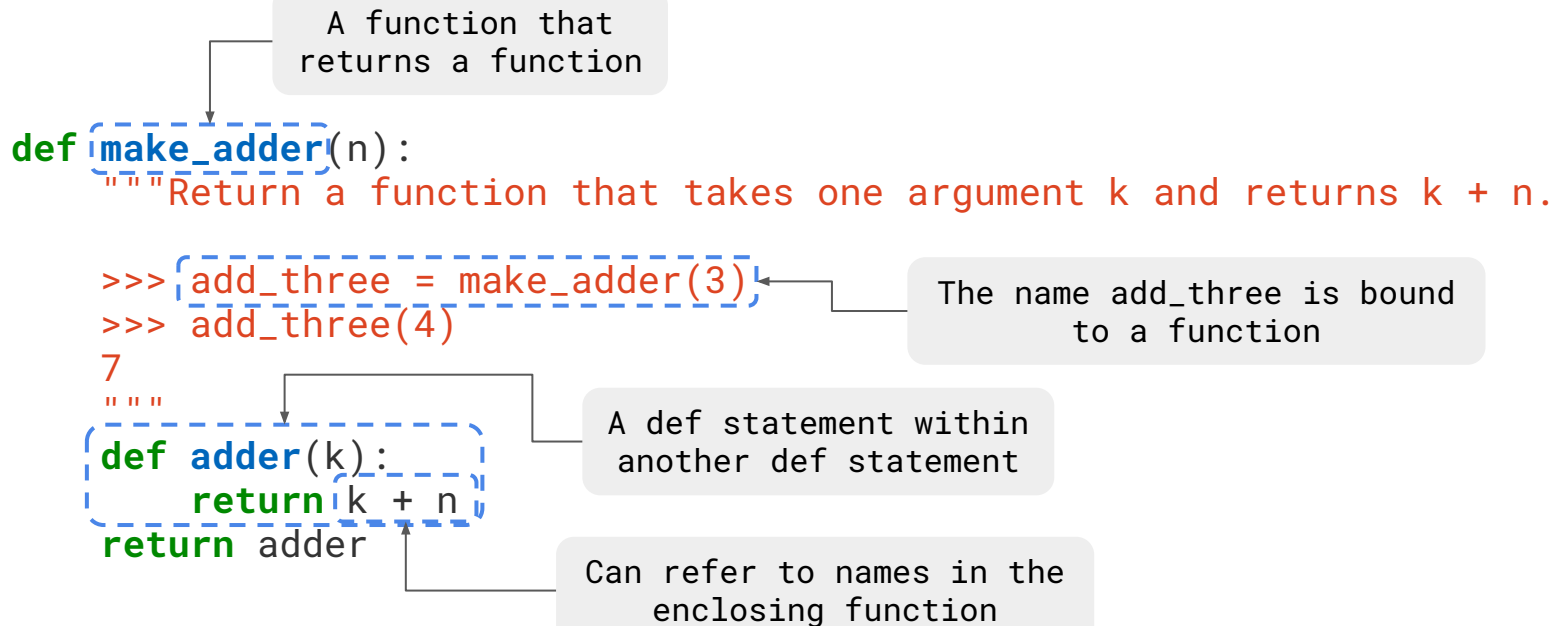 A function that
returns a function
def make_adder(n):
"""Return a function that takes one argument k and returns k + n.
>>> add_three = make_adder(3)
The name add_three is bound
to a function
>>> add_three(4)
7
"""
def adder(k):
return k + n
A def statement within
another def statement
return adder
Can refer to names in the
enclosing function